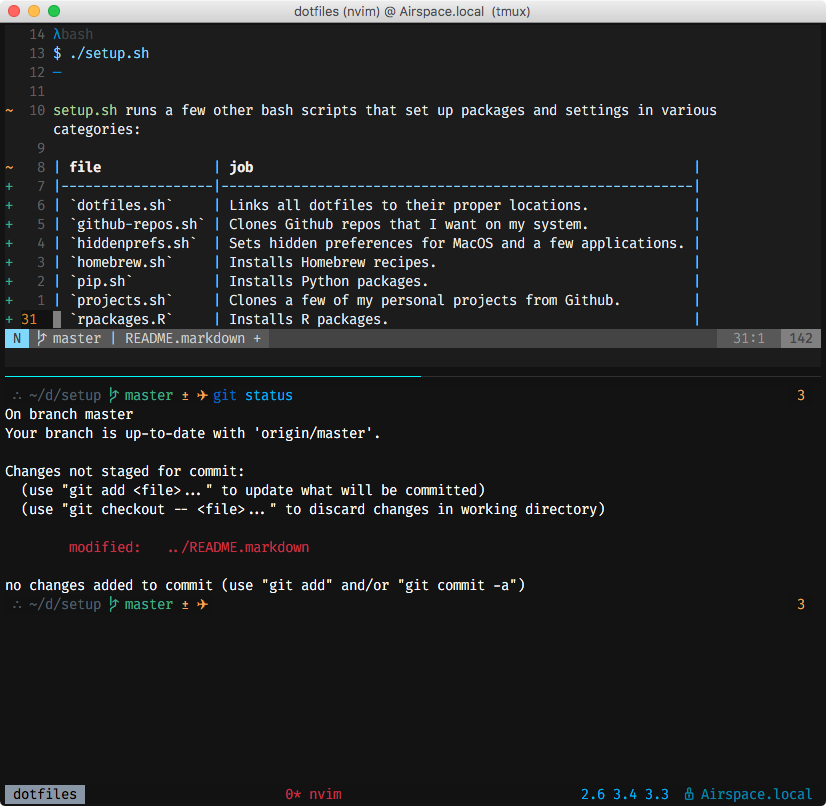 dotfiles (nvim) @ Airspace.local (tmux)
14 λbash
13 $ ./setup.sh
12 —
11
~ 10 setup.sh runs a few other bash scripts that set up packages and settings in various
categories:
9
~ 8 | file | job |
+ 7 |-------------------|-----------------------------------------------------------|
+ 6 | `dotfiles.sh` | Links all dotfiles to their proper locations. |
+ 5 | `github-repos.sh` | Clones Github repos that I want on my system. |
+ 4 | `hiddenprefs.sh` | Sets hidden preferences for MacOS and a few applications. |
+ 3 | `homebrew.sh` | Installs Homebrew recipes. |
+ 2 | `pip.sh` | Installs Python packages. |
+ 1 | `projects.sh` | Clones a few of my personal projects from Github. |
+ 31 `rpackages.R` | Installs R packages. |
N master | README.markdown + 31:1 142
∴ ~/d/setup master ± ✈ git status 3
On branch master
Your branch is up-to-date with 'origin/master'.
Changes not staged for commit:
(use "git add <file>..." to update what will be committed)
(use "git checkout -- <file>..." to discard changes in working directory)
modified: ../README.markdown
no changes added to commit (use "git add" and/or "git commit -a")
∴ ~/d/setup master ± ✈ 3
dotfiles 0* nvim 2.6 3.4 3.3 Airspace.local